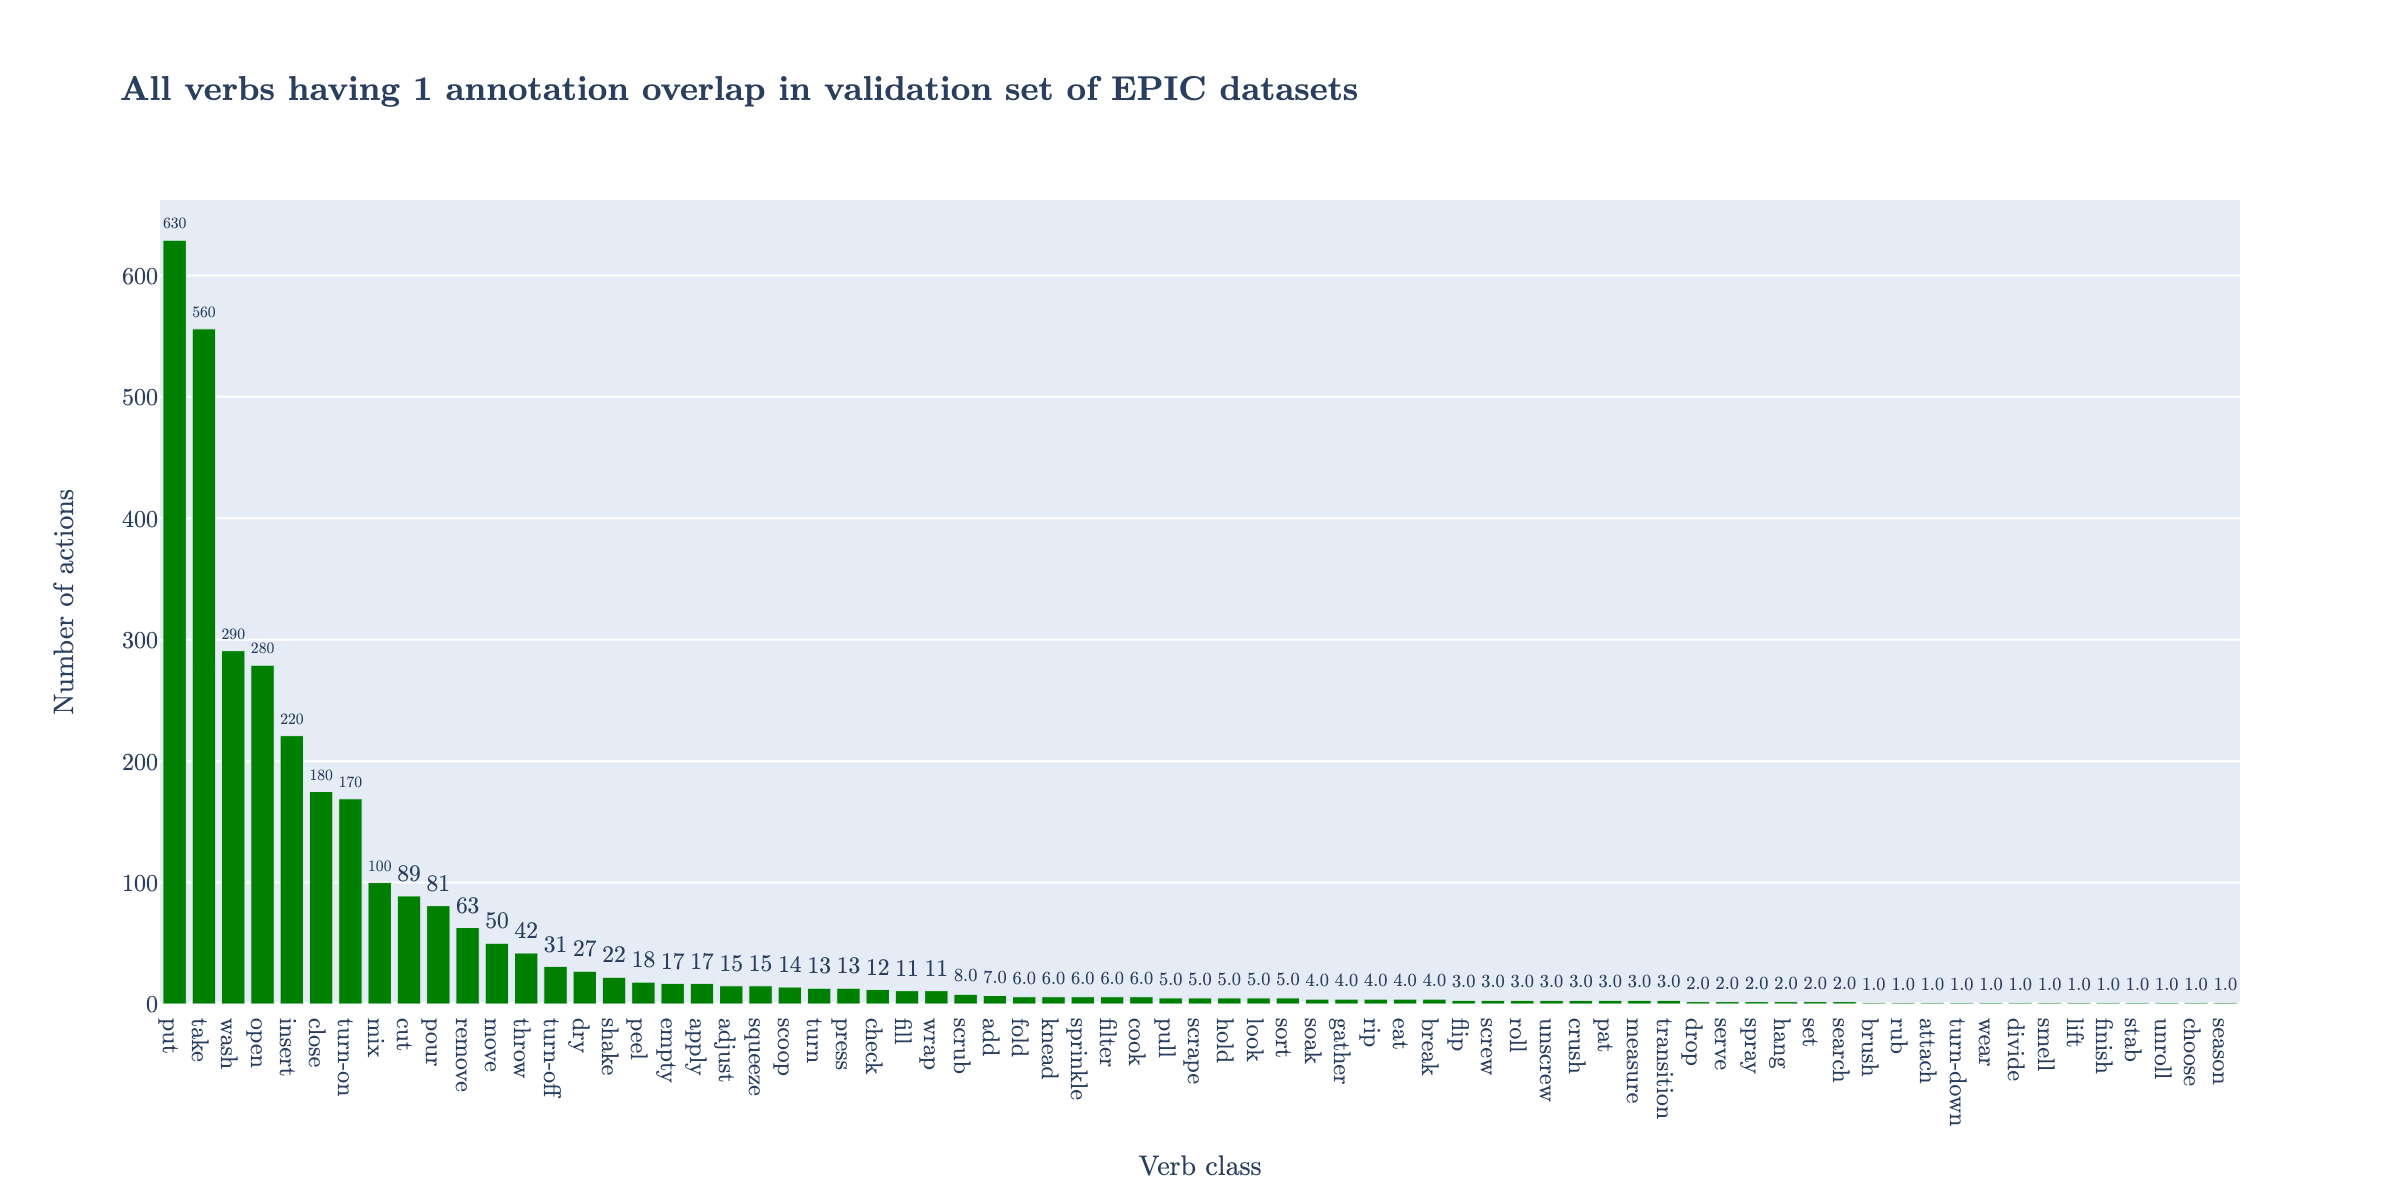 All verbs having 1 annotation overlap in validation set of EPIC datasets
630
560
290
280
220
180
170
100
89
81
63
50
42
31
27
22
18
17
17
15
15
14
13
13
12
11
11
8.0
7.0
6.0
6.0
6.0
6.0
6.0
5.0
5.0
5.0
5.0
5.0
4.0
4.0
4.0
4.0
4.0
3.0
3.0
3.0
3.0
3.0
3.0
3.0
3.0
2.0
2.0
2.0
2.0
2.0
2.0
1.0
1.0
1.0
1.0
1.0
1.0
1.0
1.0
1.0
1.0
1.0
1.0
1.0
600
500
400
300
200
100
0
Number of actions
put
take
wash
open
insert
close
turn-on
mix
cut
pour
remove
move
throw
turn-off
dry
shake
peel
empty
apply
adjust
squeeze
scoop
turn
press
check
fill
wrap
scrub
add
fold
knead
sprinkle
filter
cook
pull
scrape
hold
look
sort
soak
gather
rip
eat
break
flip
screw
roll
unscrew
crush
pat
measure
transition
drop
serve
spray
hang
set
search
brush
rub
attach
turn-down
wear
divide
smell
lift
finish
stab
unroll
choose
season
Verb class